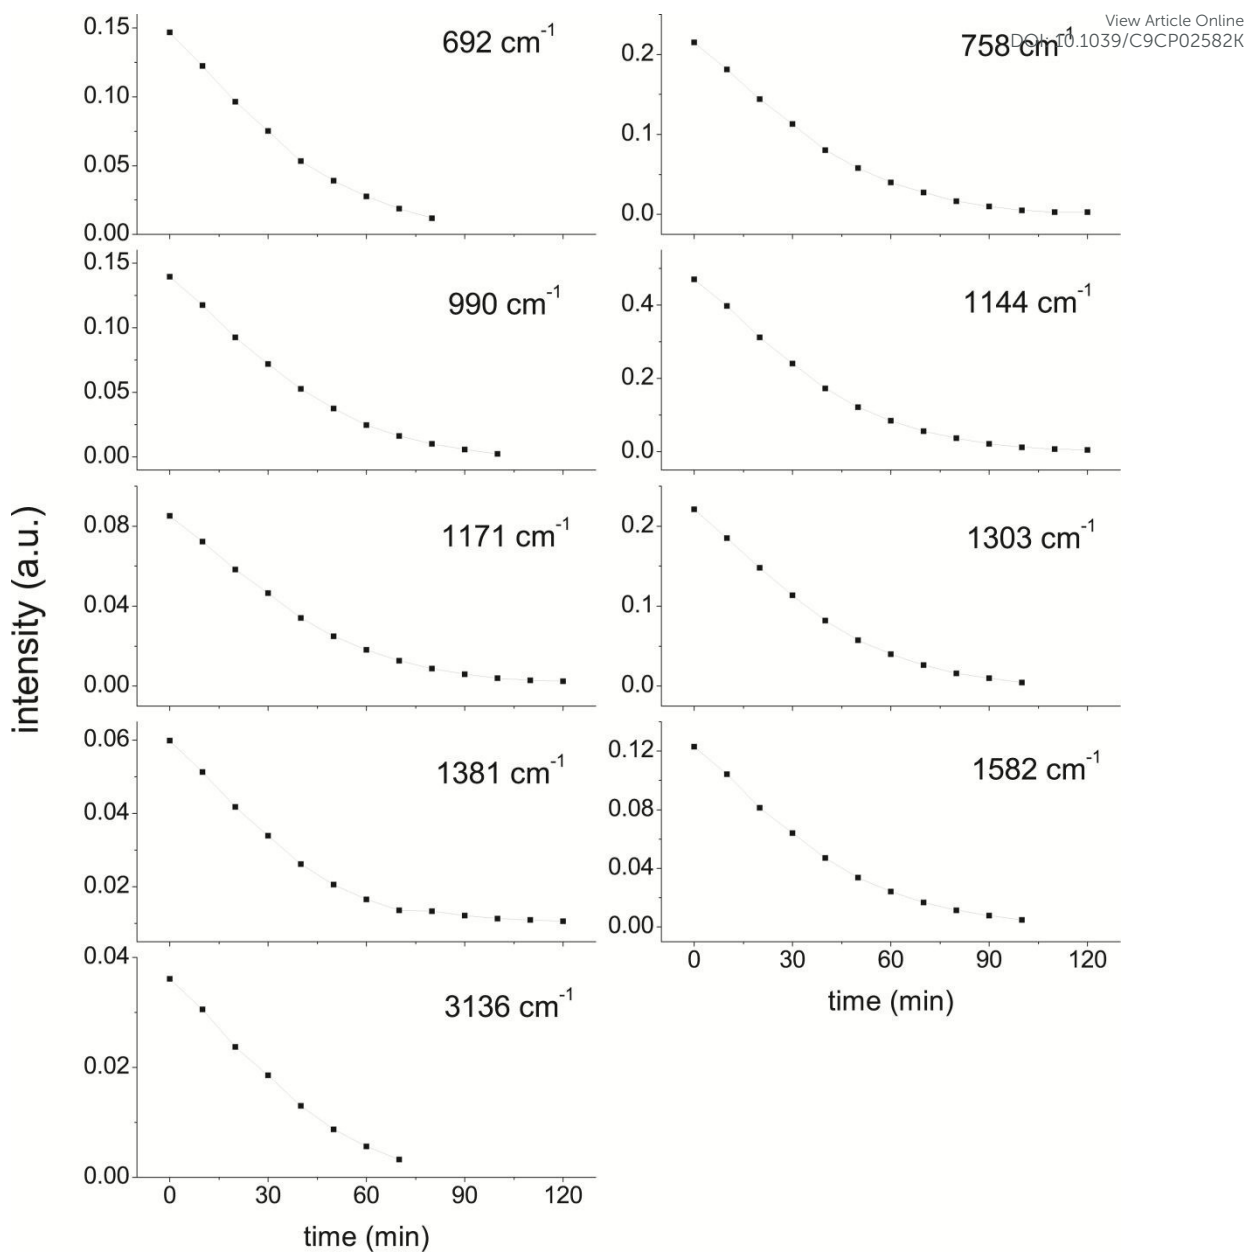 View Article Online
DOI: 10.1039/C9CP02582K
0.15
0.10
0.05
0.00
692 cm-1
0.2
0.1
0.0
758 cm-1
0.15
0.10
0.05
0.00
990 cm-1
0.4
0.2
0.0
1144 cm-1
intensity (a.u.)
0.08
0.04
0.00
1171 cm-1
0.2
0.1
0.0
1303 cm-1
0.06
0.04
0.02
1381 cm-1
0.12
0.08
0.04
0.00
1582 cm-1
0 30 60 90 120
time (min)
0.04
0.02
0.00
3136 cm-1
0 30 60 90 120
time (min)